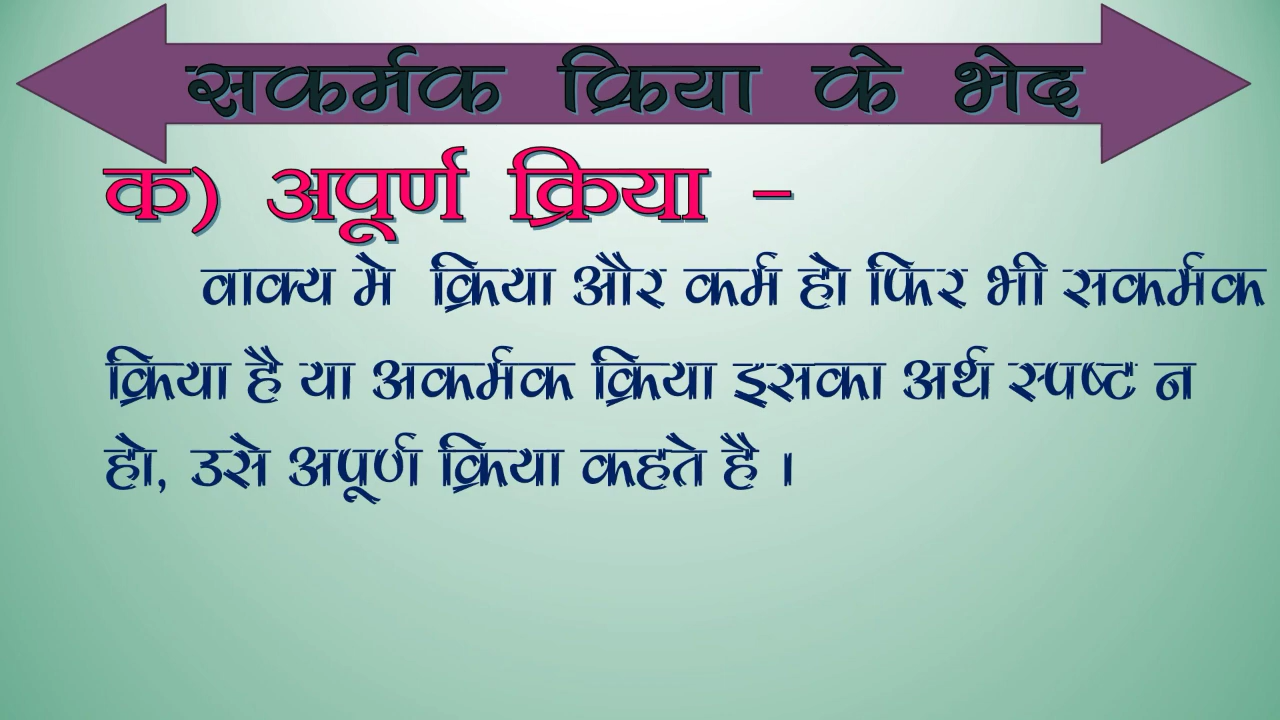 सकर्मक क्रिया के भेद
क) अपूर्ण क्रिया -
वाक्य मे क्रिया और कर्म हो फिर भी सकर्मक
क्रिया है या अकर्मक क्रिया इसका अर्थ स्पष्ट न
हो, उसे अपूर्ण क्रिया कहते है ।